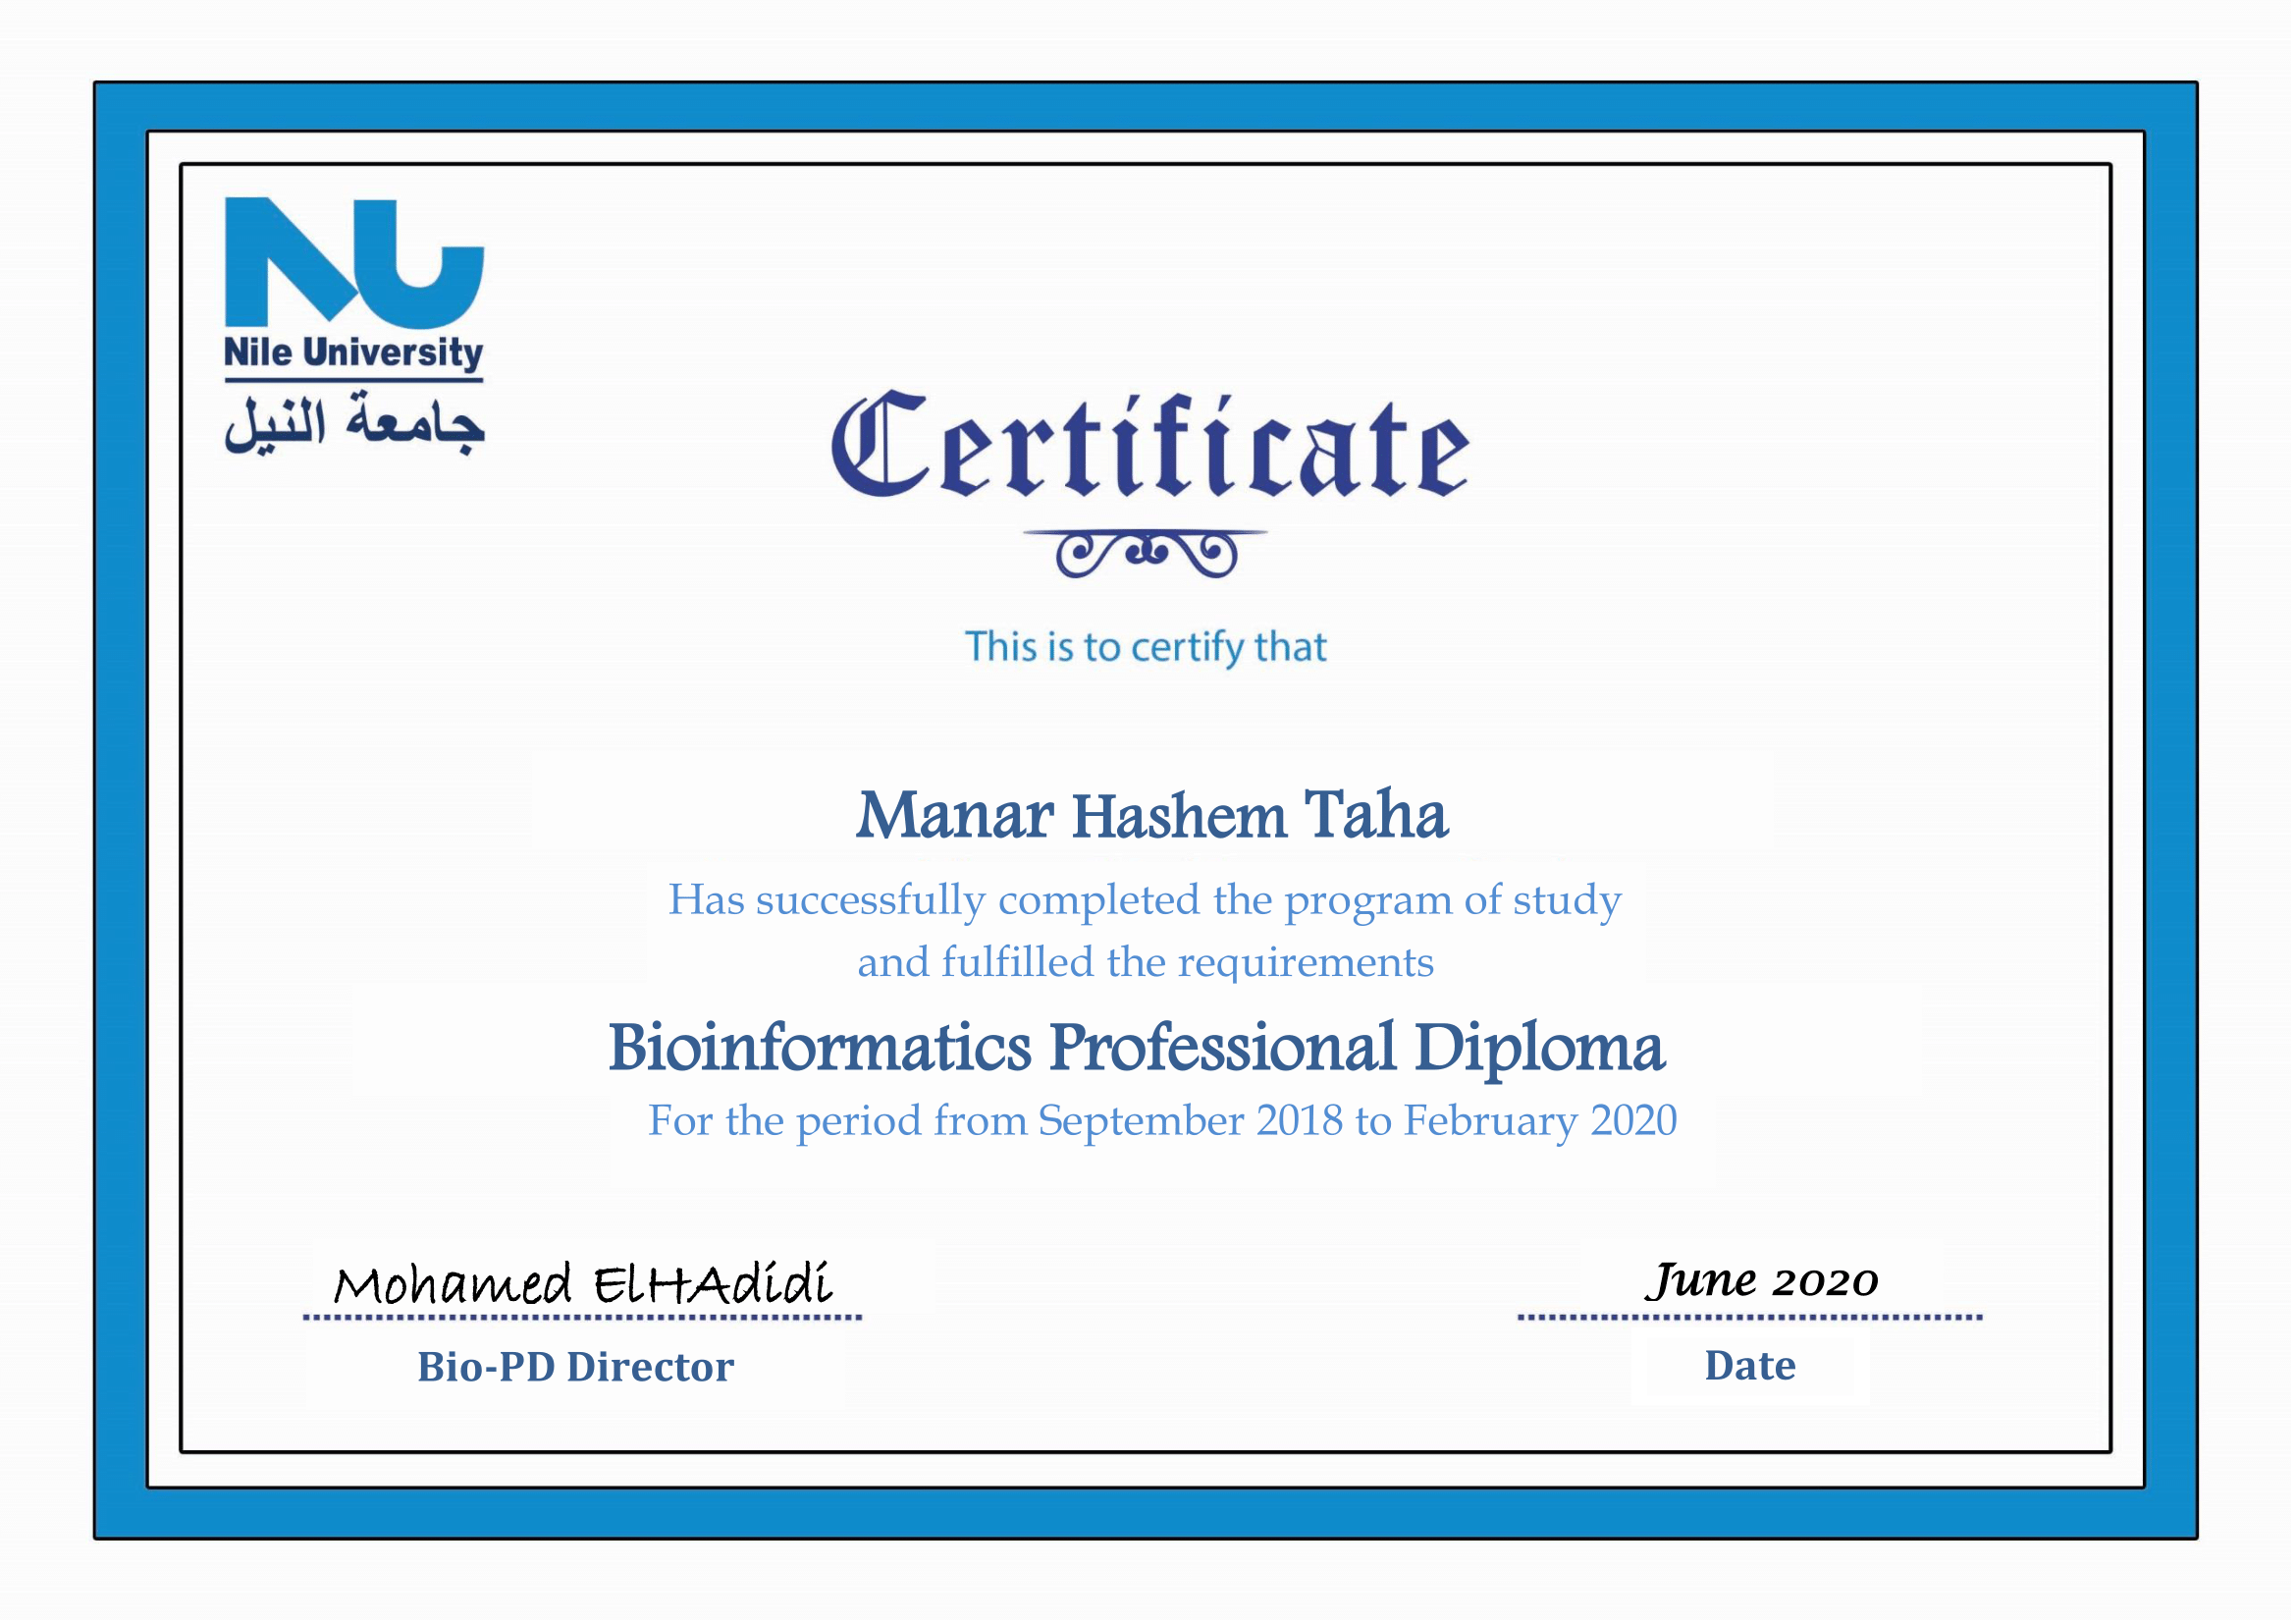 NU
Nile University
جامعة النيل
Certificate
This is to certify that
Manar Hashem Taha
Has successfully completed the program of study
and fulfilled the requirements
Bioinformatics Professional Diploma
For the period from September 2018 to February 2020
Mohamed ElHAdidi
June 2020
Bio-PD Director
Date